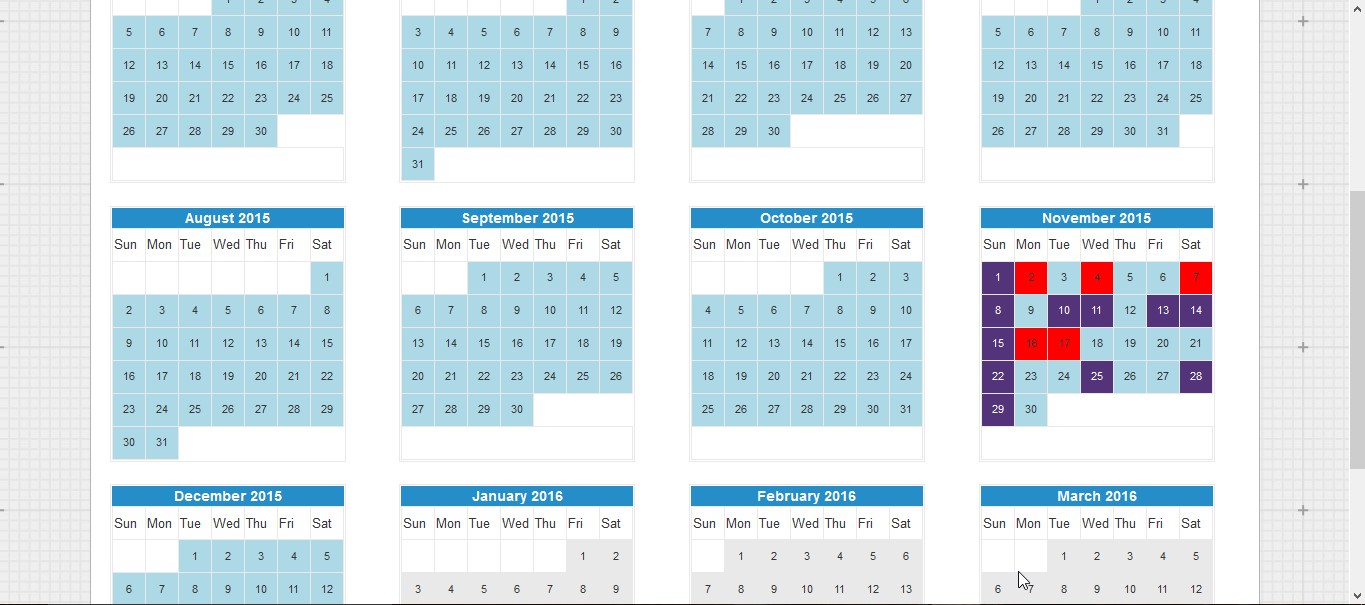 1 2 3 4 1 2 1 2 3 4 5 6 1 2 3 4
5 6 7 8 9 10 11 3 4 5 6 7 8 9 7 8 9 10 11 12 13 5 6 7 8 9 10 11
12 13 14 15 16 17 18 10 11 12 13 14 15 16 14 15 16 17 18 19 20 12 13 14 15 16 17 18
19 20 21 22 23 24 25 17 18 19 20 21 22 23 21 22 23 24 25 26 27 19 20 21 22 23 24 25
26 27 28 29 30 24 25 26 27 28 29 30 28 29 30 26 27 28 29 30 31
31
August 2015 September 2015 October 2015 November 2015
Sun Mon Tue Wed Thu Fri Sat Sun Mon Tue Wed Thu Fri Sat Sun Mon Tue Wed Thu Fri Sat Sun Mon Tue Wed Thu Fri Sat
1 1 2 3 4 5 1 2 3 1 2 3 4 5 6 7
2 3 4 5 6 7 8 6 7 8 9 10 11 12 4 5 6 7 8 9 10 8 9 10 11 12 13 14
9 10 11 12 13 14 15 13 14 15 16 17 18 19 11 12 13 14 15 16 17 15 16 17 18 19 20 21
16 17 18 19 20 21 22 20 21 22 23 24 25 26 18 19 20 21 22 23 24 22 23 24 25 26 27 28
23 24 25 26 27 28 29 27 28 29 30 25 26 27 28 29 30 31 29 30
30 31
December 2015 January 2016 February 2016 March 2016
Sun Mon Tue Wed Thu Fri Sat Sun Mon Tue Wed Thu Fri Sat Sun Mon Tue Wed Thu Fri Sat Sun Mon Tue Wed Thu Fri Sat
1 2 3 4 5 1 2 1 2 3 4 5 6 1 2 3 4 5
6 7 8 9 10 11 12 3 4 5 6 7 8 9 7 8 9 10 11 12 13 6 7 8 9 10 11 12